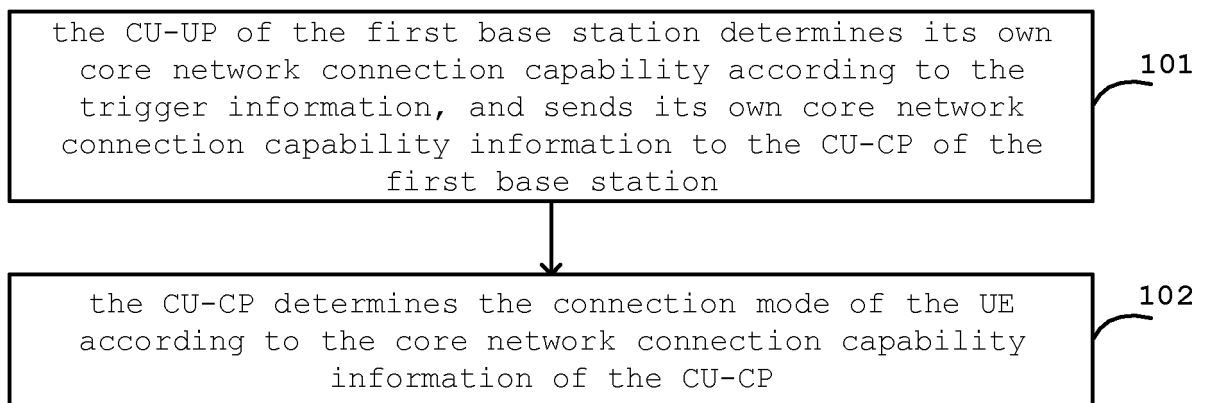 the CU-UP of the first base station determines its own
core network connection capability according to the
trigger information, and sends its own core network
connection capability information to the CU-CP of the
first base station
101
the CU-CP determines the connection mode of the UE
according to the core network connection capability
information of the CU-CP
102